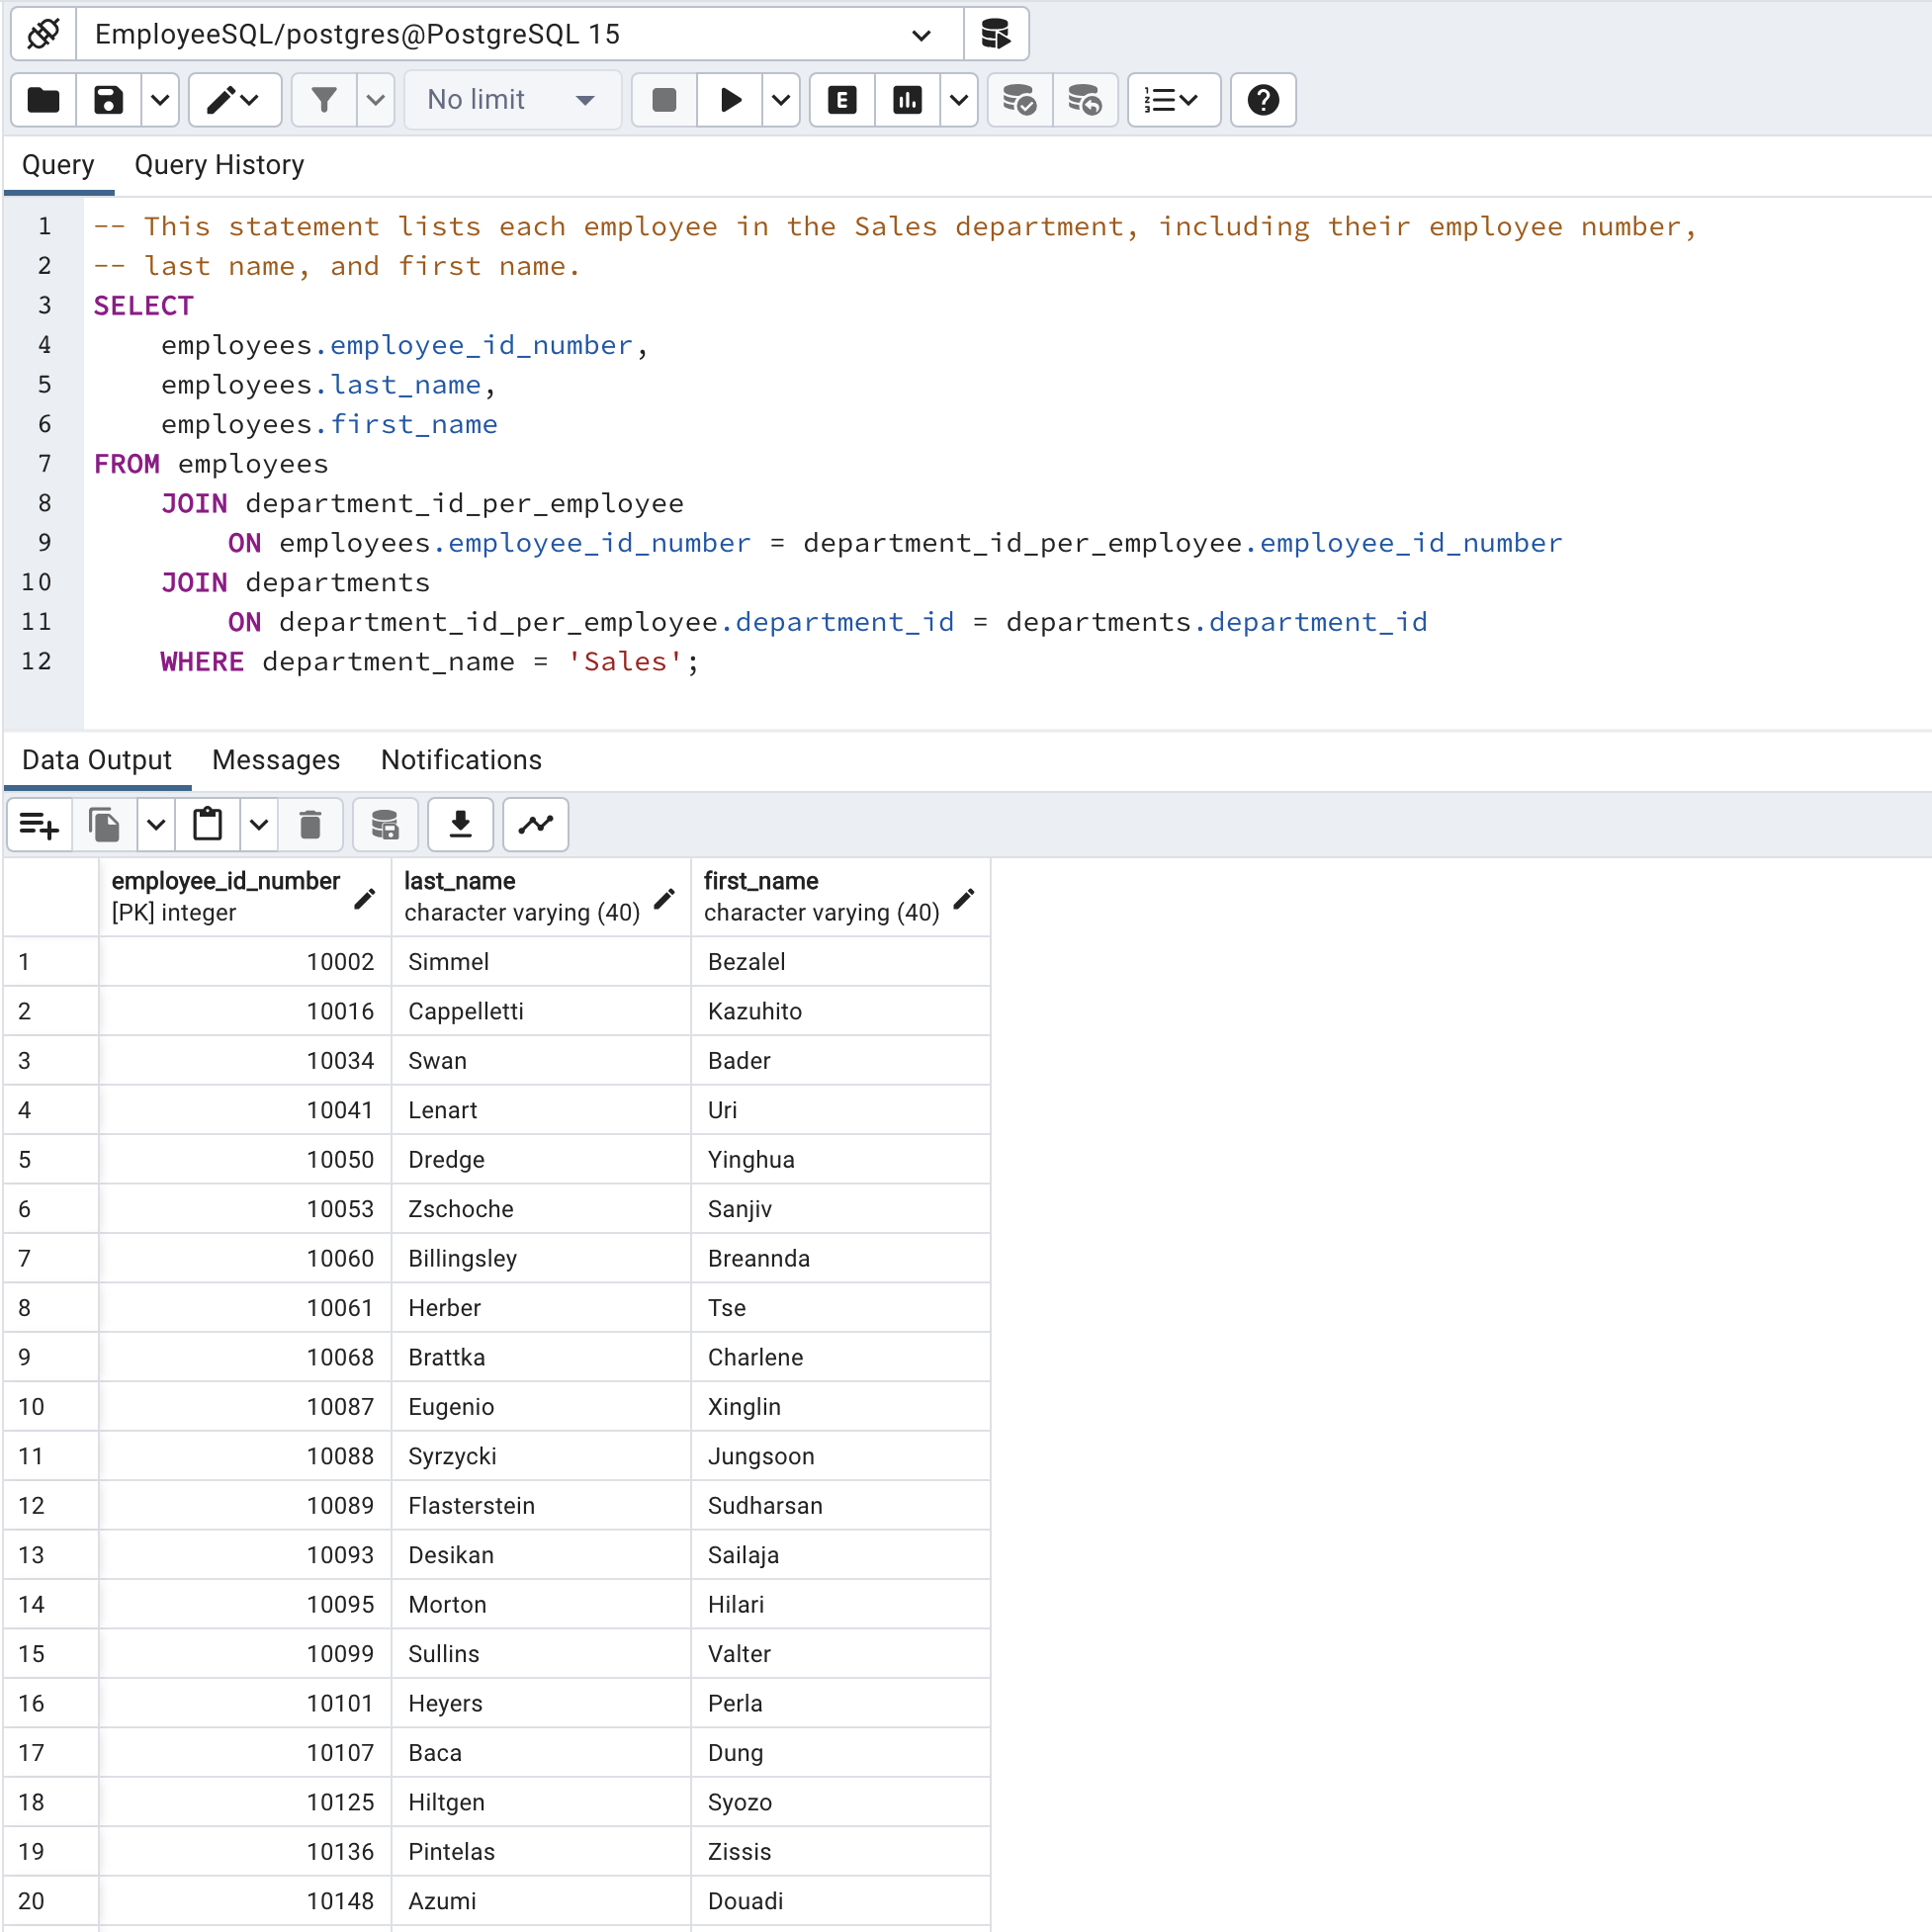 EmployeeSQL/postgres@PostgreSQL 15
No limit
E
Query Query History
1 -- This statement lists each employee in the Sales department, including their employee number,
2 -- last name, and first name.
3 SELECT
4 employees.employee_id_number,
5 employees.last_name,
6 employees.first_name
7 FROM employees
8 JOIN department_id_per_employee
9 ON employees.employee_id_number = department_id_per_employee.employee_id_number
10 JOIN departments
11 ON department_id_per_employee.department_id = departments.department_id
12 WHERE department_name = 'Sales';
Data Output Messages Notifications
employee_id_number last_name first_name
[PK] integer character varying (40) character varying (40)
1 10002 Simmel Bezalel
2 10016 Cappelletti Kazuhito
3 10034 Swan Bader
4 10041 Lenart Uri
5 10050 Dredge Yinghua
6 10053 Zschoche Sanjiv
7 10060 Billingsley Breannda
8 10061 Herber Tse
9 10068 Brattka Charlene
10 10087 Eugenio Xinglin
11 10088 Syrzycki Jungsoon
12 10089 Flasterstein Sudharsan
13 10093 Desikan Sailaja
14 10095 Morton Hilari
15 10099 Sullins Valter
16 10101 Heyers Perla
17 10107 Baca Dung
18 10125 Hiltgen Syozo
19 10136 Pintelas Zissis
20 10148 Azumi Douadi